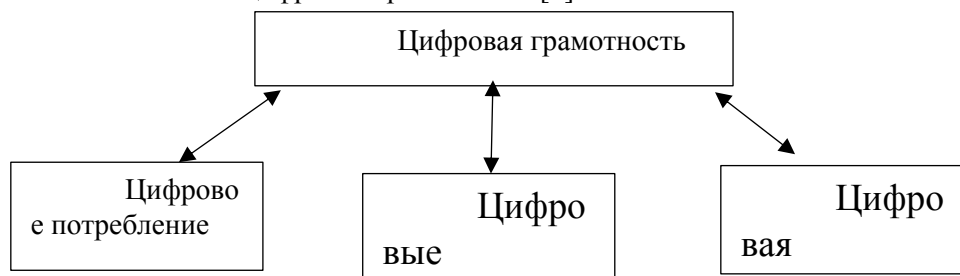 Цифровая грамотность
Цифрово
е потребление
Цифро
вые
Цифро
вая